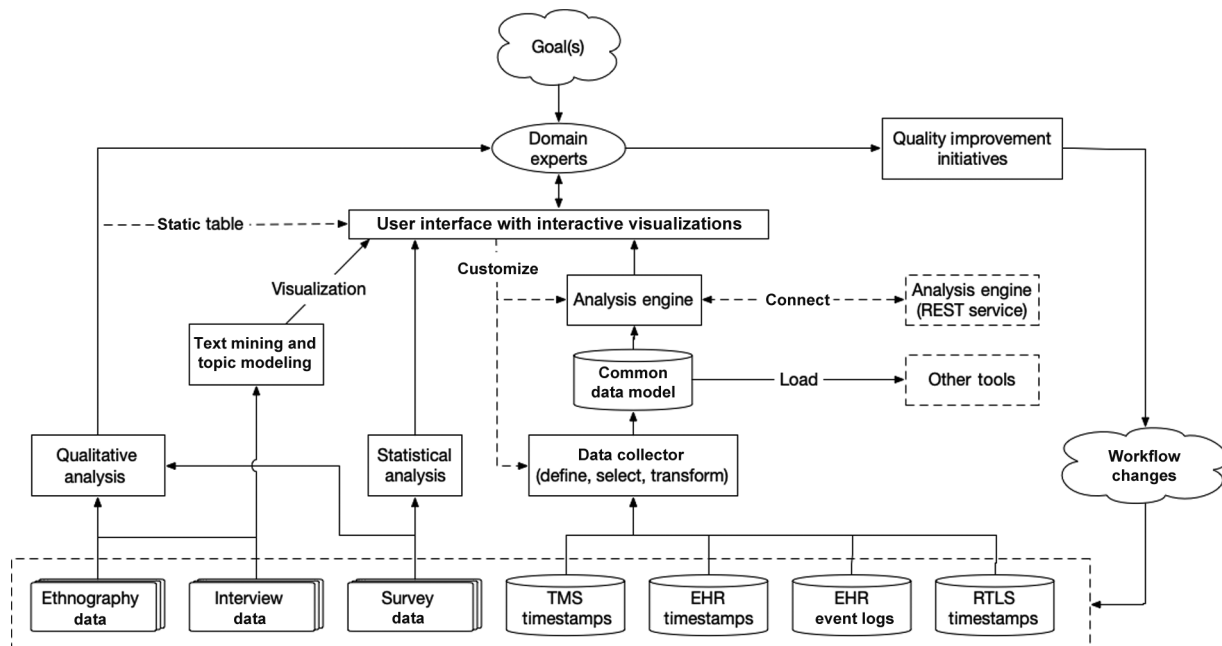 Goal(s)
Domain
experts
Quality improvement
initiatives
Static table
User interface with interactive visualizations
Customize
Visualization
Analysis engine
Connect
Analysis engine
(REST service)
Text mining and
topic modeling
Common
data model
Load
Other tools
Qualitative
analysis
Statistical
analysis
Data collector
(define, select, transform)
Workflow
changes
Ethnography
data
Interview
data
Survey
data
TMS
timestamps
EHR
timestamps
EHR
event logs
RTLS
timestamps